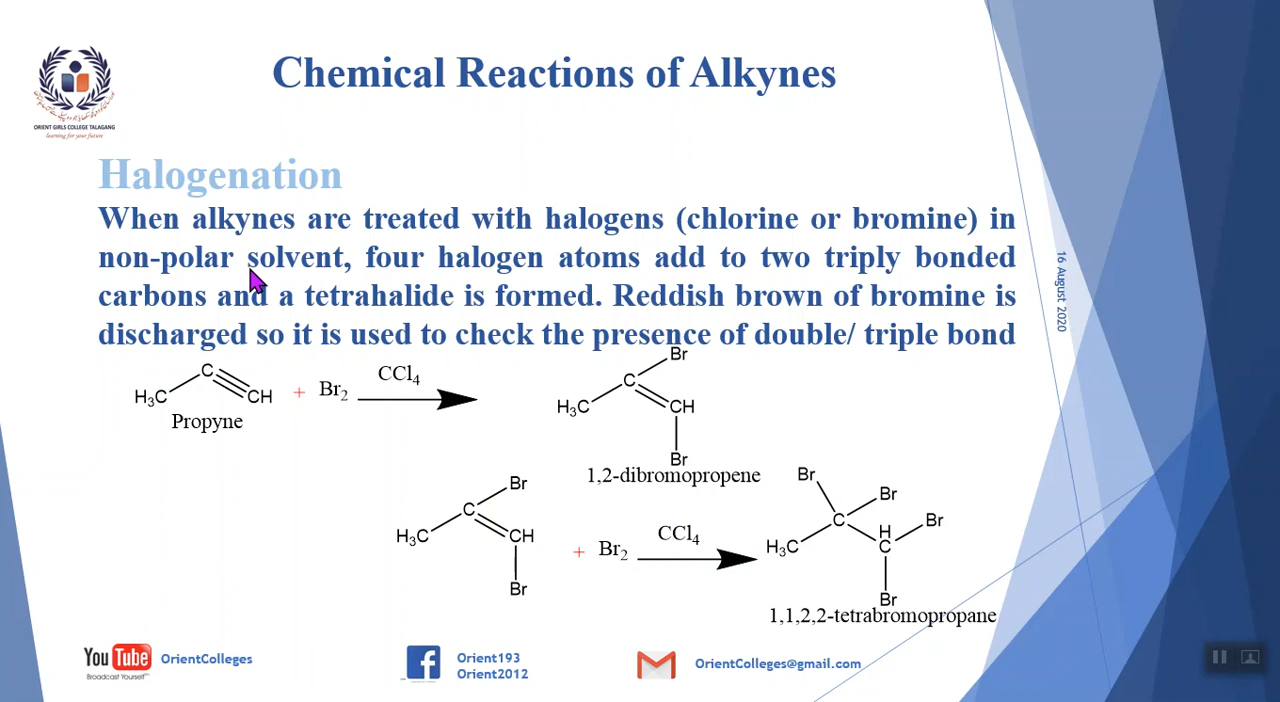 Chemical Reactions of Alkynes
ORIENT GIRLS COLLEGE TALAGANG
learning for your future
Halogenation
When alkynes are treated with halogens (chlorine or bromine) in
non-polar solvent, four halogen atoms add to two triply bonded
carbons and a tetrahalide is formed. Reddish brown of bromine is
discharged so it is used to check the presence of double/ triple bond
16 August 2020
H₃C C CH + Br₂ CCl₄
Propyne
Br
H₃C C CH
Br
1,2-dibromopropene
Br
H₃C C CH
Br
+ Br₂ CCl₄
Br Br
H₃C C H C Br
Br
1,1,2,2-tetrabromopropane
You Tube
Broadcast Yourself™
OrientColleges
f
Orient193
Orient2012
OrientColleges@gmail.com